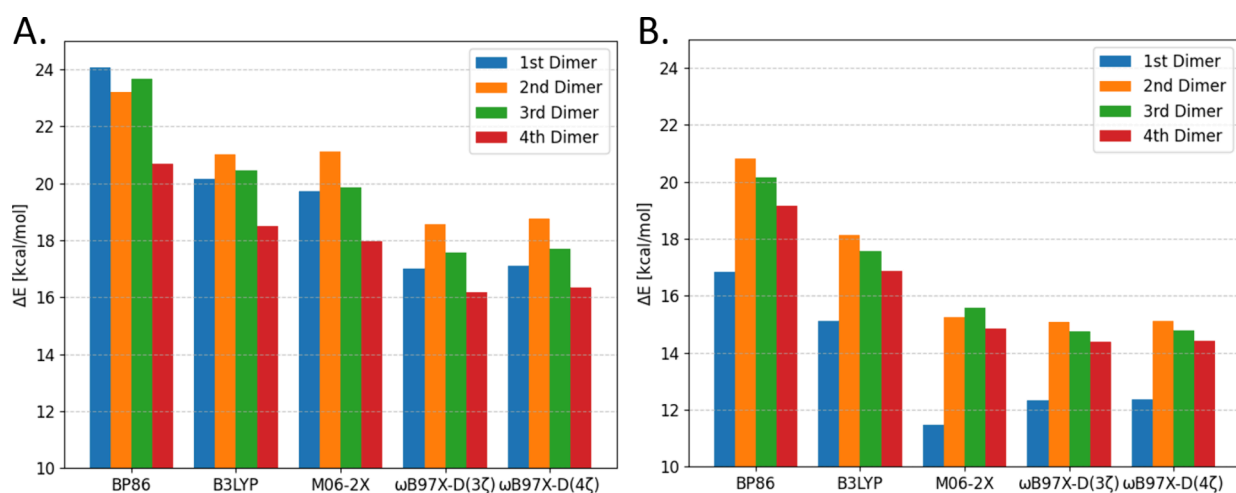 A.
ΔE [kcal/mol]
24
22
20
18
16
14
12
10
1st Dimer
2nd Dimer
3rd Dimer
4th Dimer
BP86
B3LYP
M06-2X
ωB97X-D(3ζ)
ωB97X-D(4ζ)
B.
ΔE [kcal/mol]
24
22
20
18
16
14
12
10
1st Dimer
2nd Dimer
3rd Dimer
4th Dimer
BP86
B3LYP
M06-2X
ωB97X-D(3ζ)
ωB97X-D(4ζ)